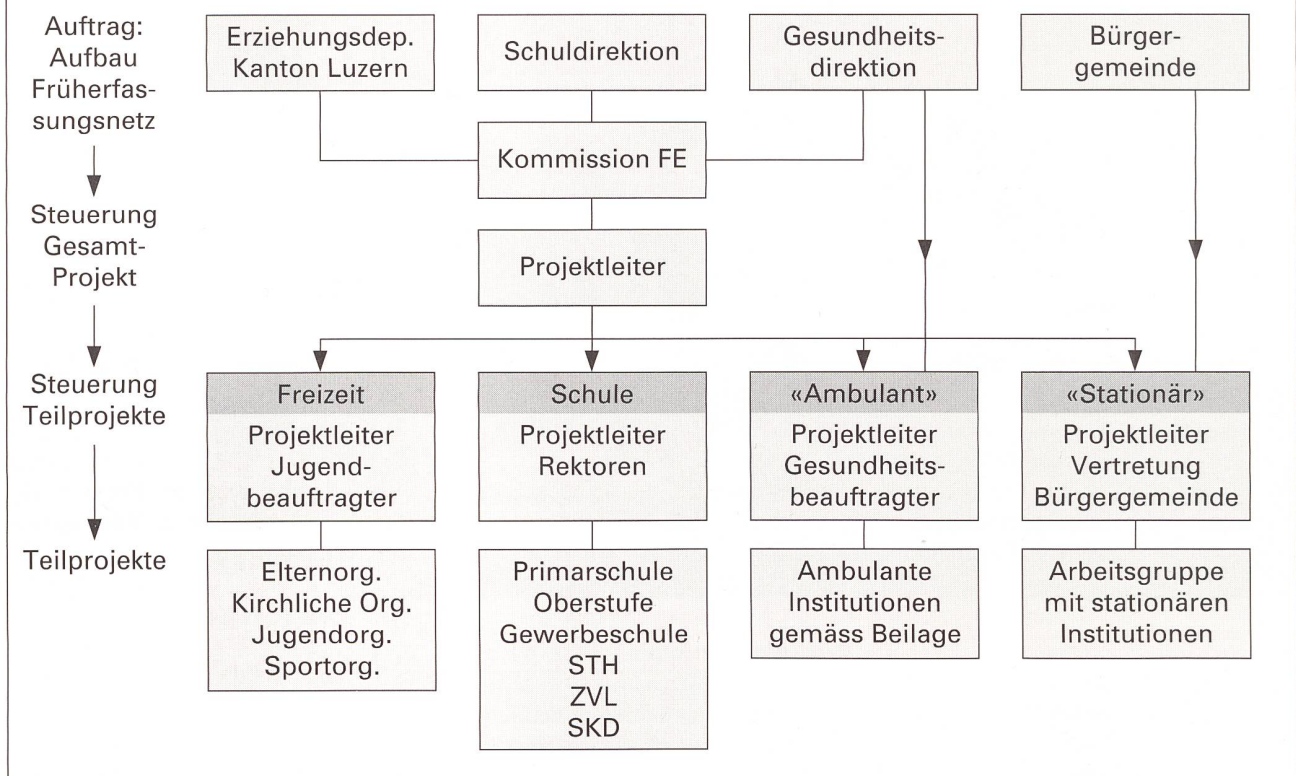 Auftrag:
Aufbau
Früherfas-
sungsnetz
Erziehungsdep.
Kanton Luzern
Schuldirektion
Gesundheits-
direktion
Bürger-
gemeinde
Kommission FE
Steuerung
Gesamt-
Projekt
Projektleiter
Steuerung
Teilprojekte
Freizeit
Projektleiter
Jugend-
beauftragter
Schule
Projektleiter
Rektoren
«Ambulant»
Projektleiter
Gesundheits-
beauftragter
«Stationär»
Projektleiter
Vertretung
Bürgergemeinde
Teilprojekte
Elternorg.
Kirchliche Org.
Jugendorg.
Sportorg.
Primarschule
Oberstufe
Gewerbeschule
STH
ZVL
SKD
Ambulante
Institutionen
gemäss Beilage
Arbeitsgruppe
mit stationären
Institutionen